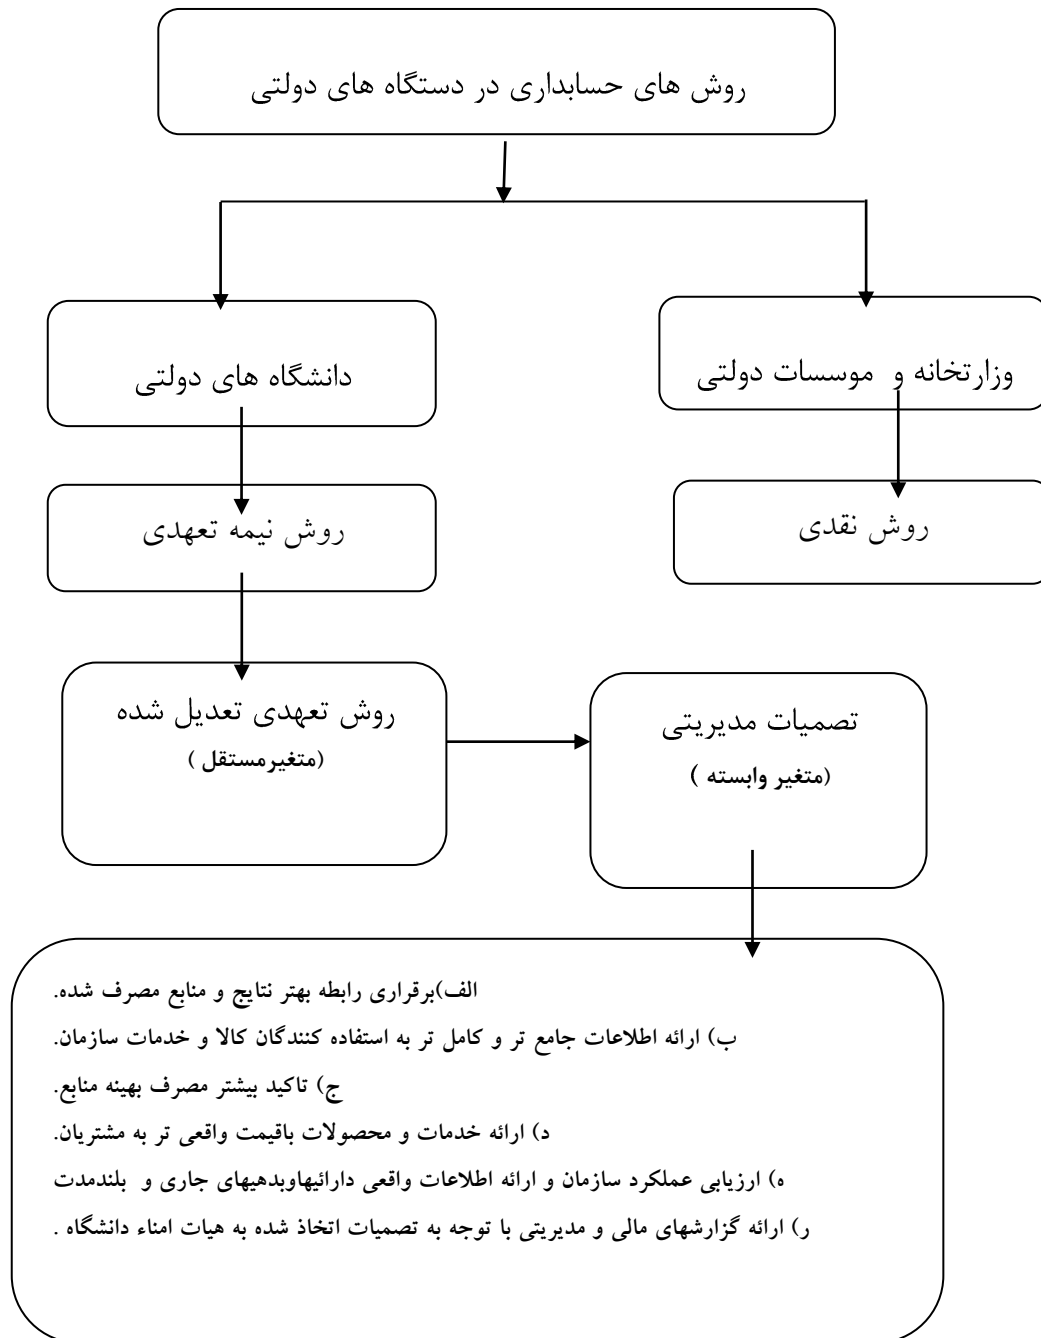 روش های حسابداری در دستگاه های دولتی
وزارتخانه و موسسات دولتی
دانشگاه های دولتی
روش نقدی
روش نیمه تعهدی
روش تعهدی تعدیل شده
(متغیرمستقل )
تصمیات مدیریتی
(متغیر وابسته )
الف)برقراری رابطه بهتر نتایج و منابع مصرف شده.
ب) ارائه اطلاعات جامع تر و کامل تر به استفاده کنندگان کالا و خدمات سازمان.
ج) تاکید بیشتر مصرف بهینه منابع.
د) ارائه خدمات و محصولات باقیمت واقعی تر به مشتریان.
ه) ارزیابی عملکرد سازمان و ارائه اطلاعات واقعی دارائیهاوبدهیهای جاری و بلندمدت
ر) ارائه گزارشهای مالی و مدیریتی با توجه به تصمیات اتخاذ شده به هیات امناء دانشگاه .